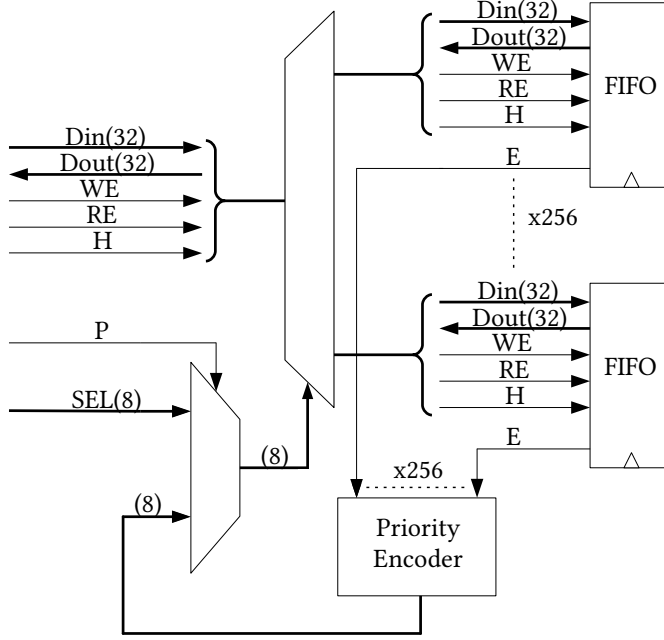 Din(32)
Dout(32)
WE
RE
H
E
FIFO
x256
Din(32)
Dout(32)
WE
RE
H
Din(32)
Dout(32)
WE
RE
H
E
FIFO
P
SEL(8)
(8)
(8)
x256
Priority
Encoder